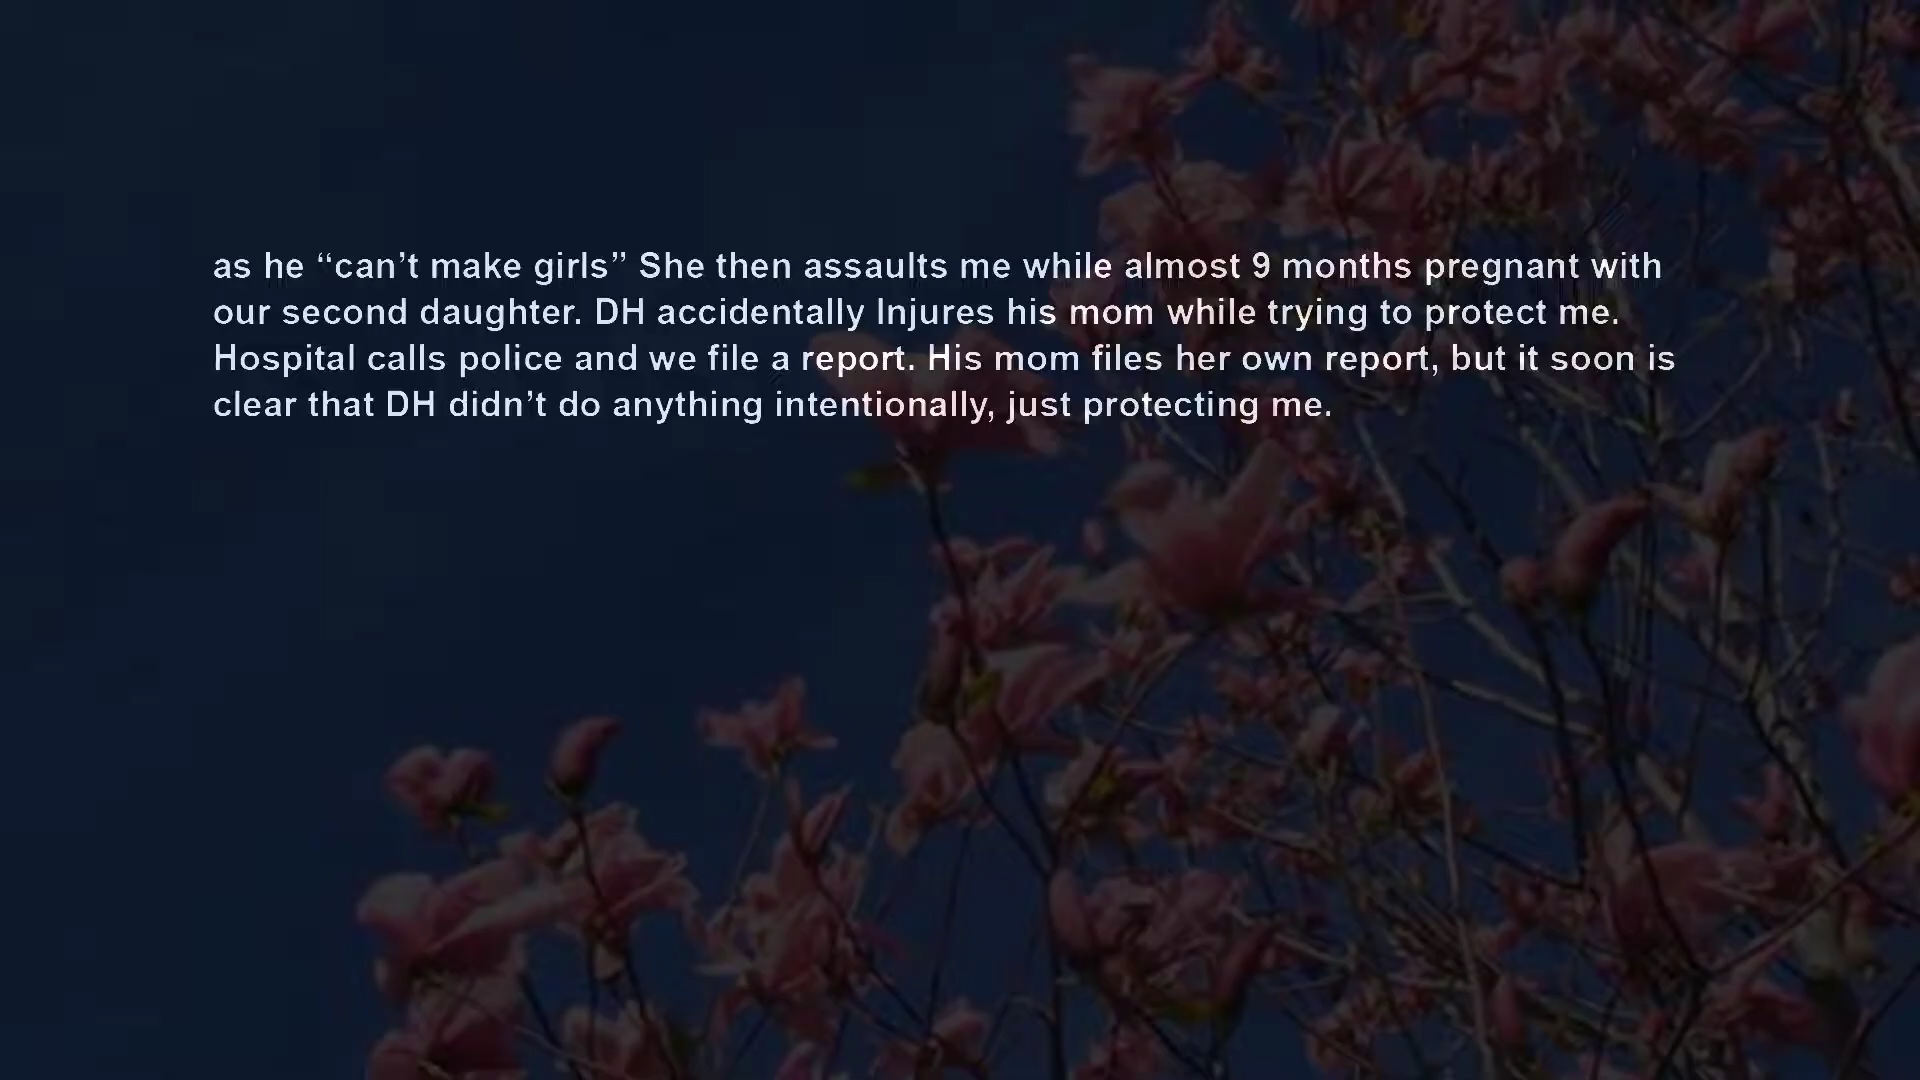 as he “can’t make girls” She then assaults me while almost 9 months pregnant with
our second daughter. DH accidentally Injures his mom while trying to protect me.
Hospital calls police and we file a report. His mom files her own report, but it soon is
clear that DH didn’t do anything intentionally, just protecting me.